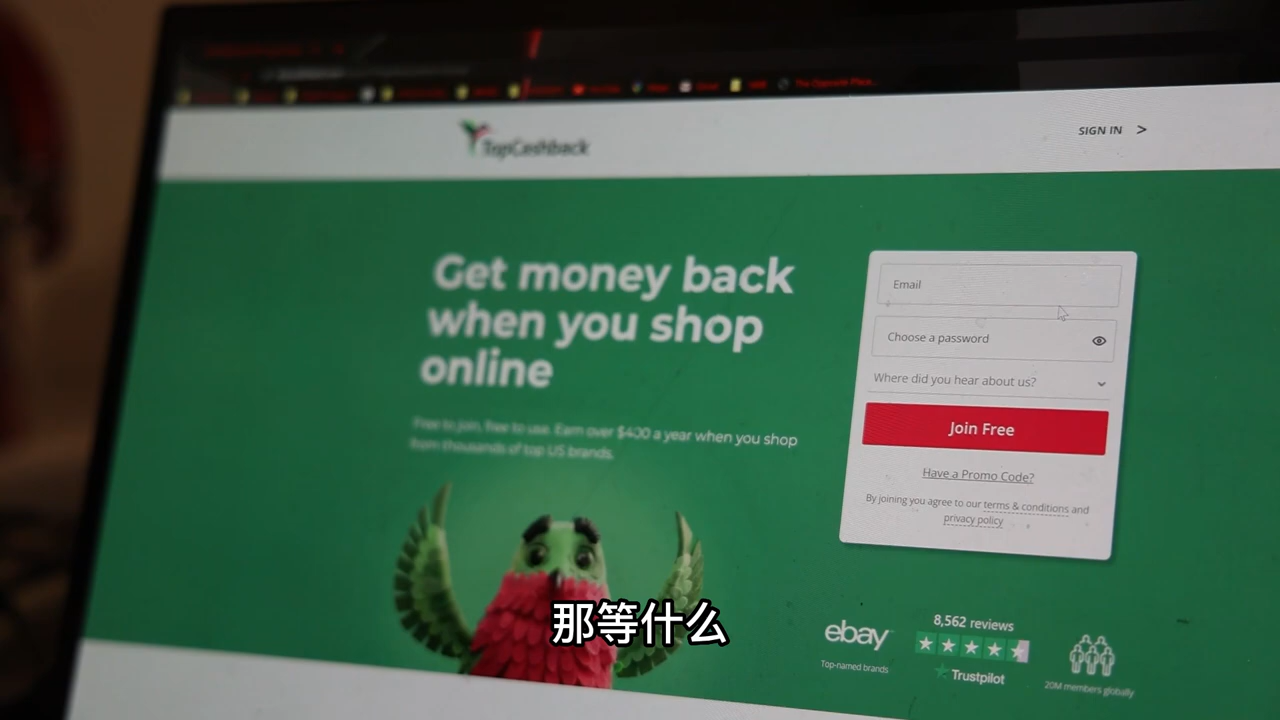 TopCashback
SIGN IN >
Get money back
when you shop
online
Free to join, free to use. Earn over $400 a year when you shop
from thousands of top US brands.
Email
Choose a password
Where did you hear about us?
Join Free
Have a Promo Code?
By joining you agree to our terms & conditions and
privacy policy
ebay
Top-named brands
8,562 reviews
Trustpilot
20M members globally
那等什么